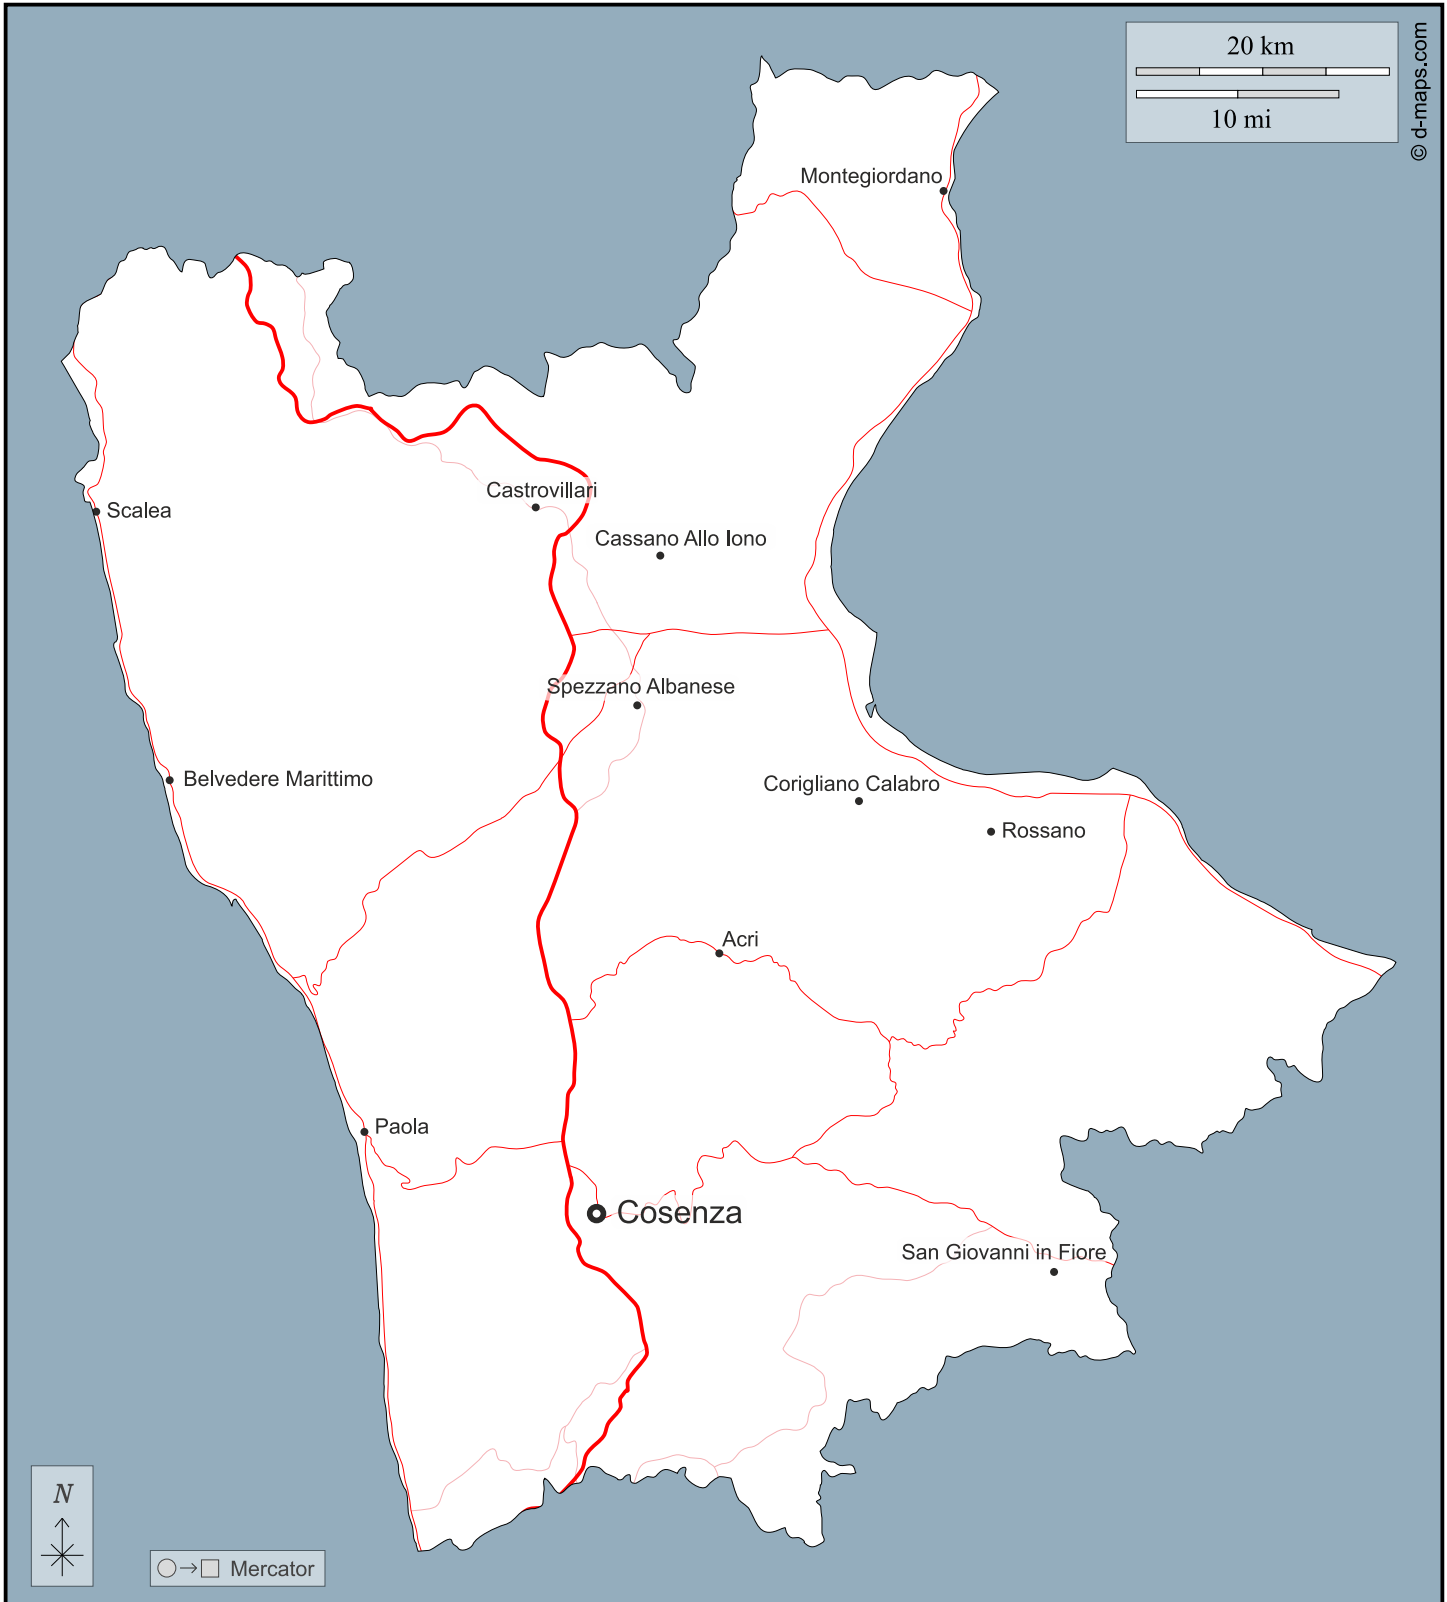 20 km
10 mi
© d-maps.com
Montegiordano
Castrovillari
Scalea
Cassano Allo Iono
Spezzano Albanese
Belvedere Marittimo
Corigliano Calabro
Rossano
Acri
Paola
Cosenza
San Giovanni in Fiore
N
Mercator